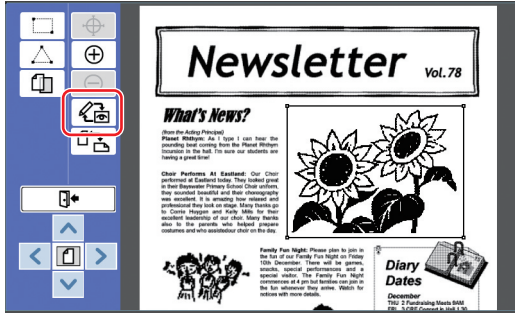 Newsletter
Vol.78
What's News?
(from the Acting Principal)
Planet Rhthym: As I type I can hear the
pounding beat coming from the Planet Rhythm
incursion in the hall. I'm sure our students are
having a great time!
Choir Performs At Eastland: Our Choir
performed at Eastland today. They looked great
in their Bayswater Primary School Choir uniform,
they sounded beautiful and their choreography
was excellent. It is amazing how relaxed and
professional they look on stage. Many thanks go
to Corrie Huygan and Kelly Mills for their
excellent leadership of our choir. Many thanks
also to the parents who helped prepare
costumes and who assistedour choir on the day.
Family Fun Night: Please plan to join in
the fun of our Family Fun Night on Friday
10th December. There will be games,
snacks, special performances and a
special visitor. The Family Fun Night
commences at 4 pm but families can join in
the fun whenever they arrive. Watch for
notices with more details.
Diary
Dates
December
THU 2 Fundraising Meets 9AM